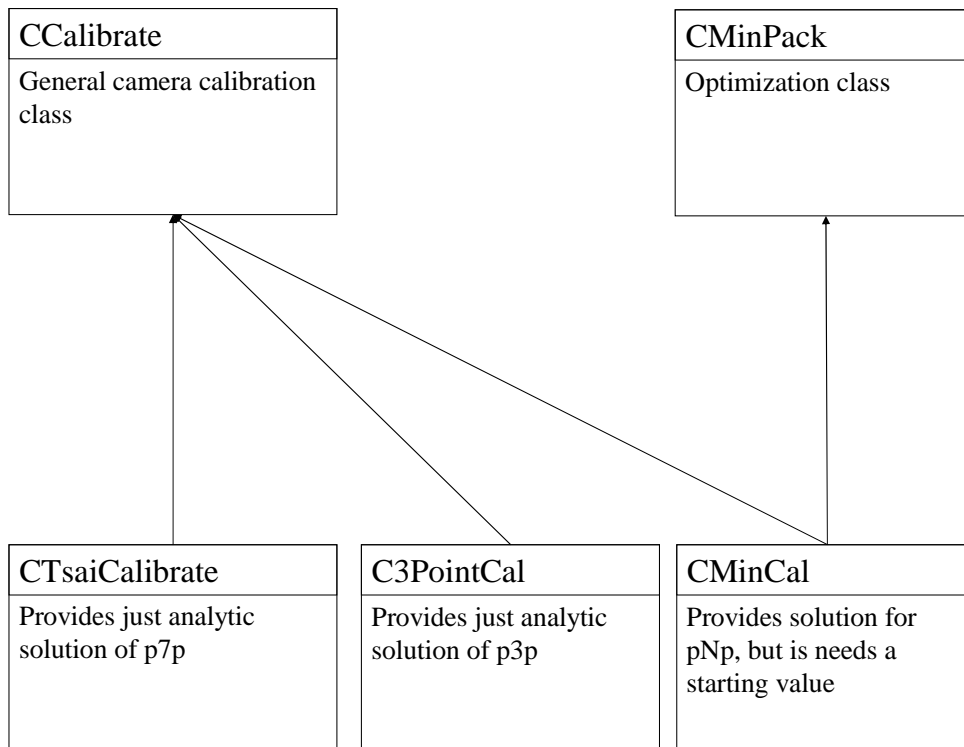 CCalibrate
General camera calibration
class
CMinPack
Optimization class
CTsaiCalibrate
Provides just analytic
solution of p7p
C3PointCal
Provides just analytic
solution of p3p
CMinCal
Provides solution for
pNp, but is needs a
starting value